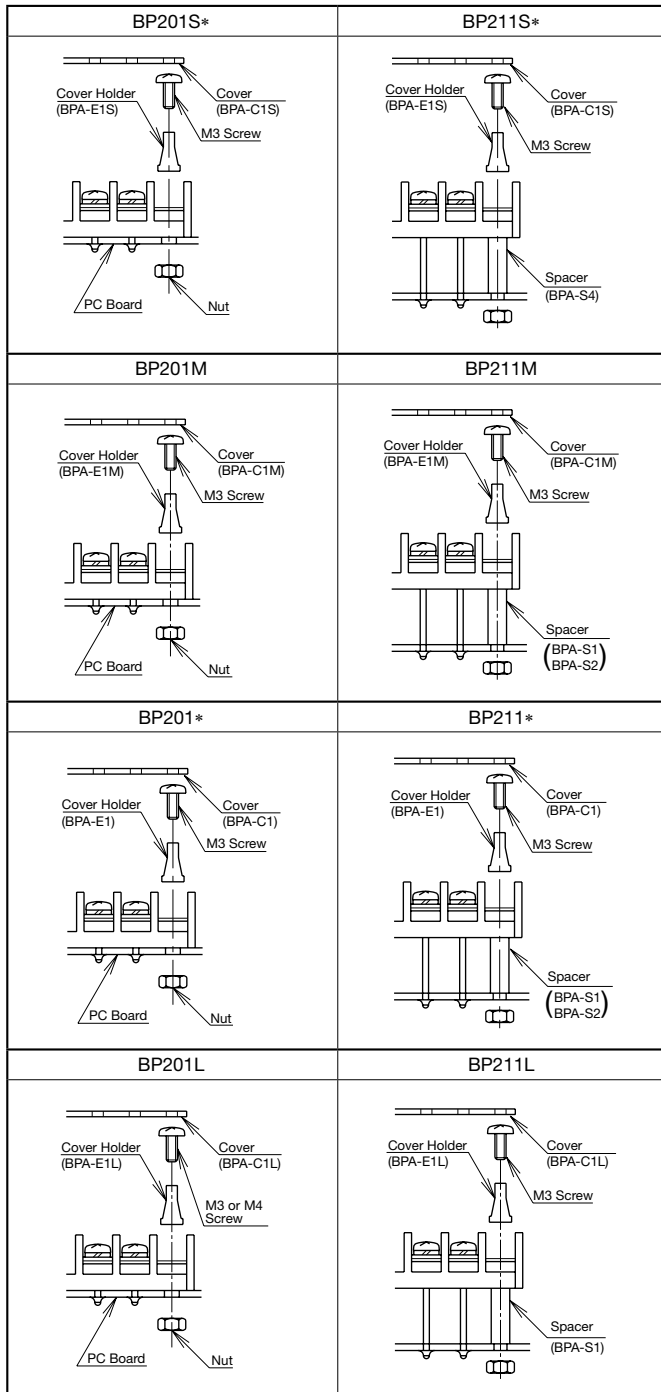 BP201S*
Cover Holder
(BPA-E1S)
Cover
(BPA-C1S)
M3 Screw
PC Board
Nut
BP211S*
Cover Holder
(BPA-E1S)
Cover
(BPA-C1S)
M3 Screw
Spacer
(BPA-S4)
BP201M
Cover Holder
(BPA-E1M)
Cover
(BPA-C1M)
M3 Screw
PC Board
Nut
BP211M
Cover Holder
(BPA-E1M)
Cover
(BPA-C1M)
M3 Screw
Spacer
(BPA-S1
BPA-S2)
BP201*
Cover Holder
(BPA-E1)
Cover
(BPA-C1)
M3 Screw
PC Board
Nut
BP211*
Cover Holder
(BPA-E1)
Cover
(BPA-C1)
M3 Screw
Spacer
(BPA-S1
BPA-S2)
BP201L
Cover Holder
(BPA-E1L)
Cover
(BPA-C1L)
M3 or M4
Screw
PC Board
Nut
BP211L
Cover Holder
(BPA-E1L)
Cover
(BPA-C1L)
M3 Screw
Spacer
(BPA-S1)